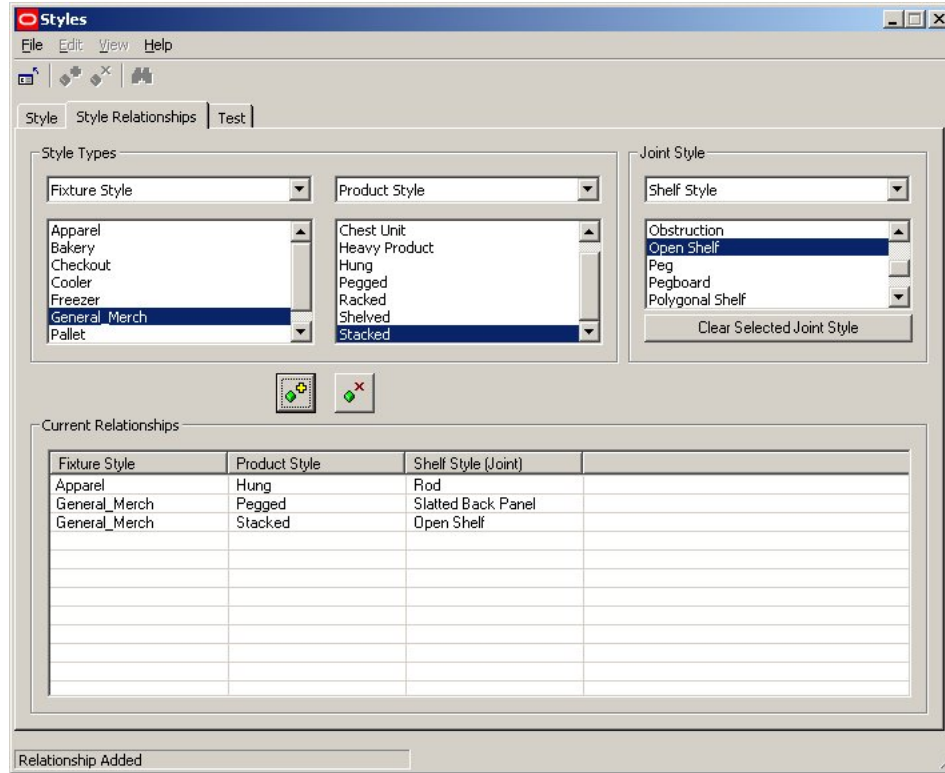 Styles
File Edit View Help
Style Style Relationships Test
Style Types
Joint Style
Fixture Style
Product Style
Shelf Style
Apparel
Bakery
Checkout
Cooler
Freezer
General_Merch
Pallet
Chest Unit
Heavy Product
Hung
Pegged
Racked
Shelved
Stacked
Obstruction
Open Shelf
Peg
Pegboard
Polygonal Shelf
Clear Selected Joint Style
Current Relationships
Fixture Style Product Style Shelf Style (Joint)
Apparel Hung Rod
General_Merch Pegged Slatted Back Panel
General_Merch Stacked Open Shelf
Relationship Added